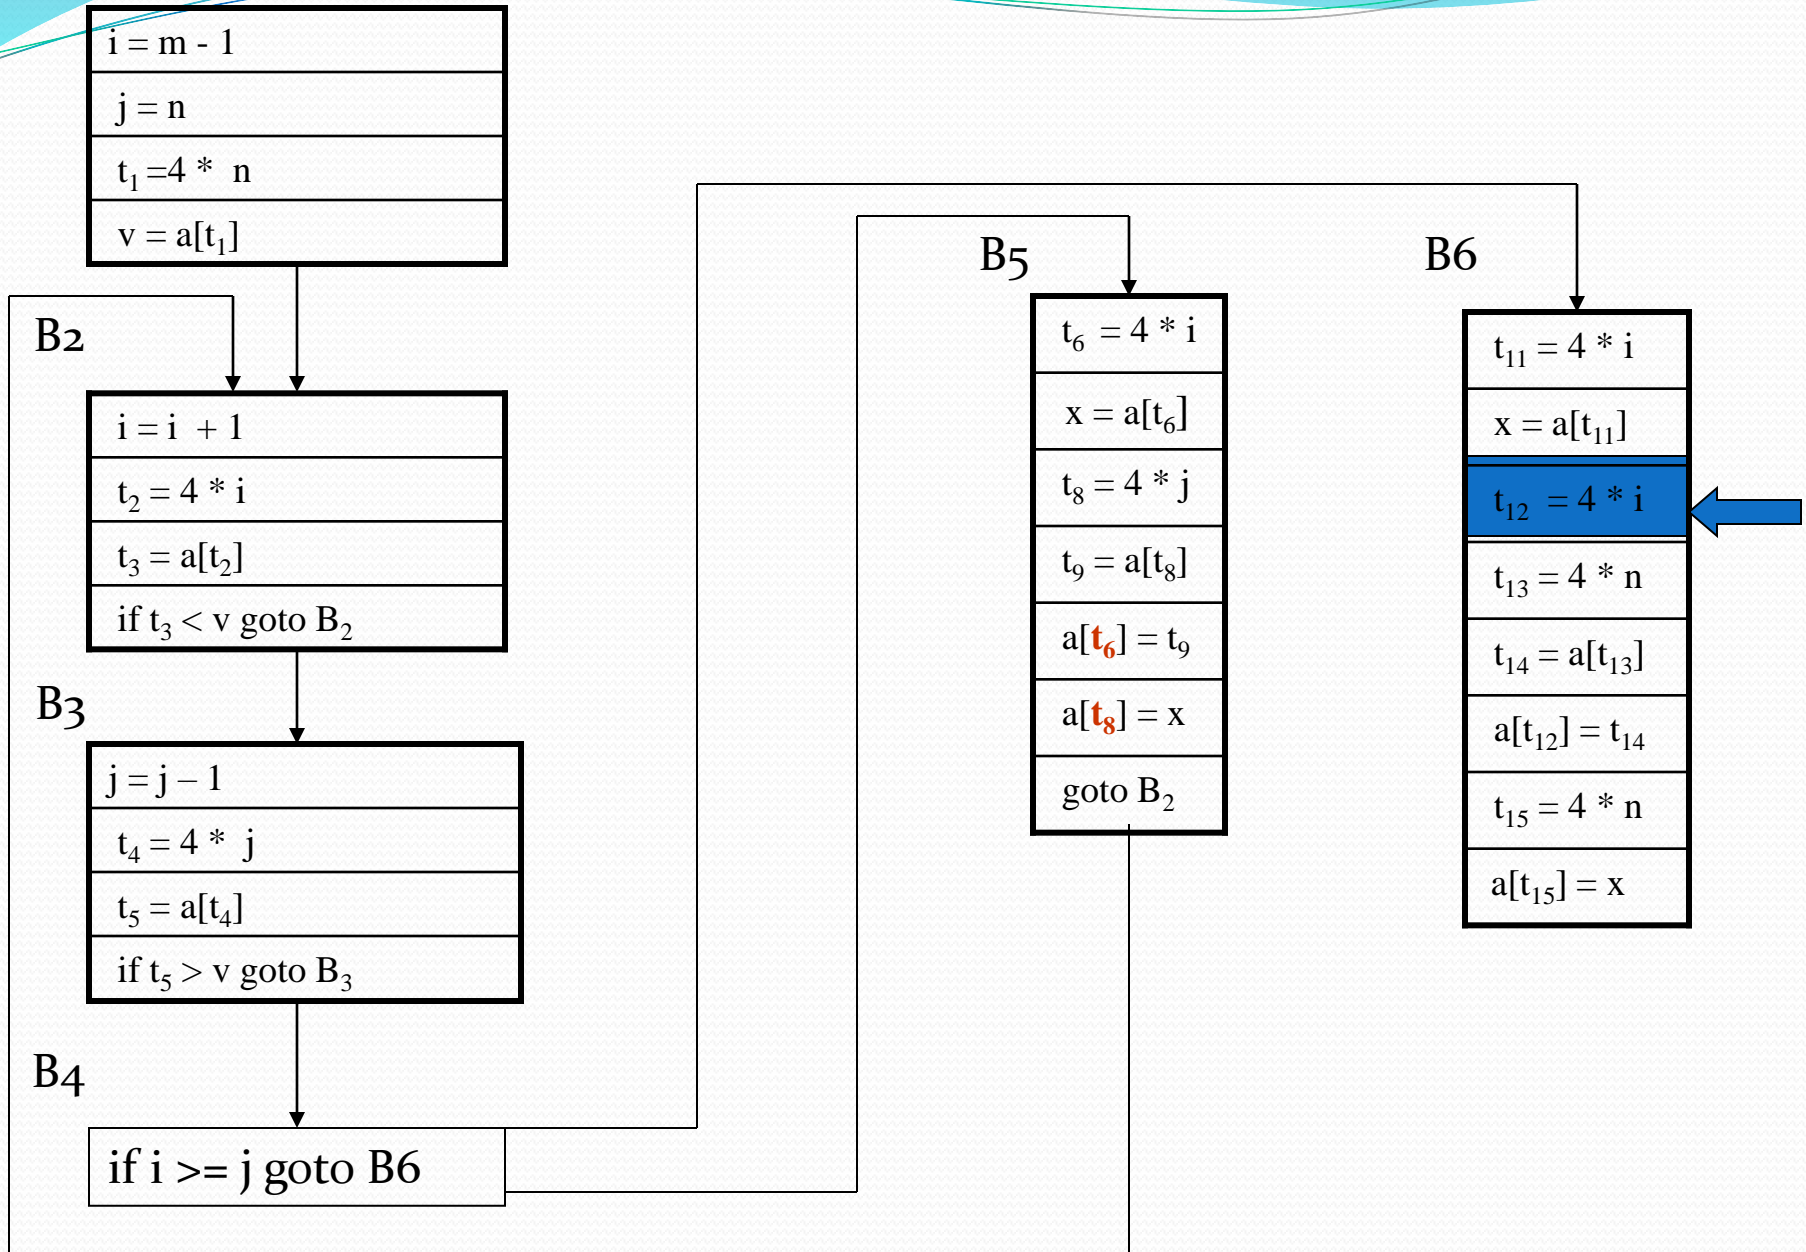 i = m - 1
j = n
t₁ =4 * n
v = a[t₁]
B2
i = i + 1
t₂ = 4 * i
t₃ = a[t₂]
if t₃ < v goto B₂
B3
j = j – 1
t₄ = 4 * j
t₅ = a[t₄]
if t₅ > v goto B₃
B4
if i >= j goto B6
B5
t₆ = 4 * i
x = a[t₆]
t₈ = 4 * j
t₉ = a[t₈]
a[t₆] = t₉
a[t₈] = x
goto B₂
B6
t₁₁ = 4 * i
x = a[t₁₁]
t₁₂ = 4 * i
t₁₃ = 4 * n
t₁₄ = a[t₁₃]
a[t₁₂] = t₁₄
t₁₅ = 4 * n
a[t₁₅] = x